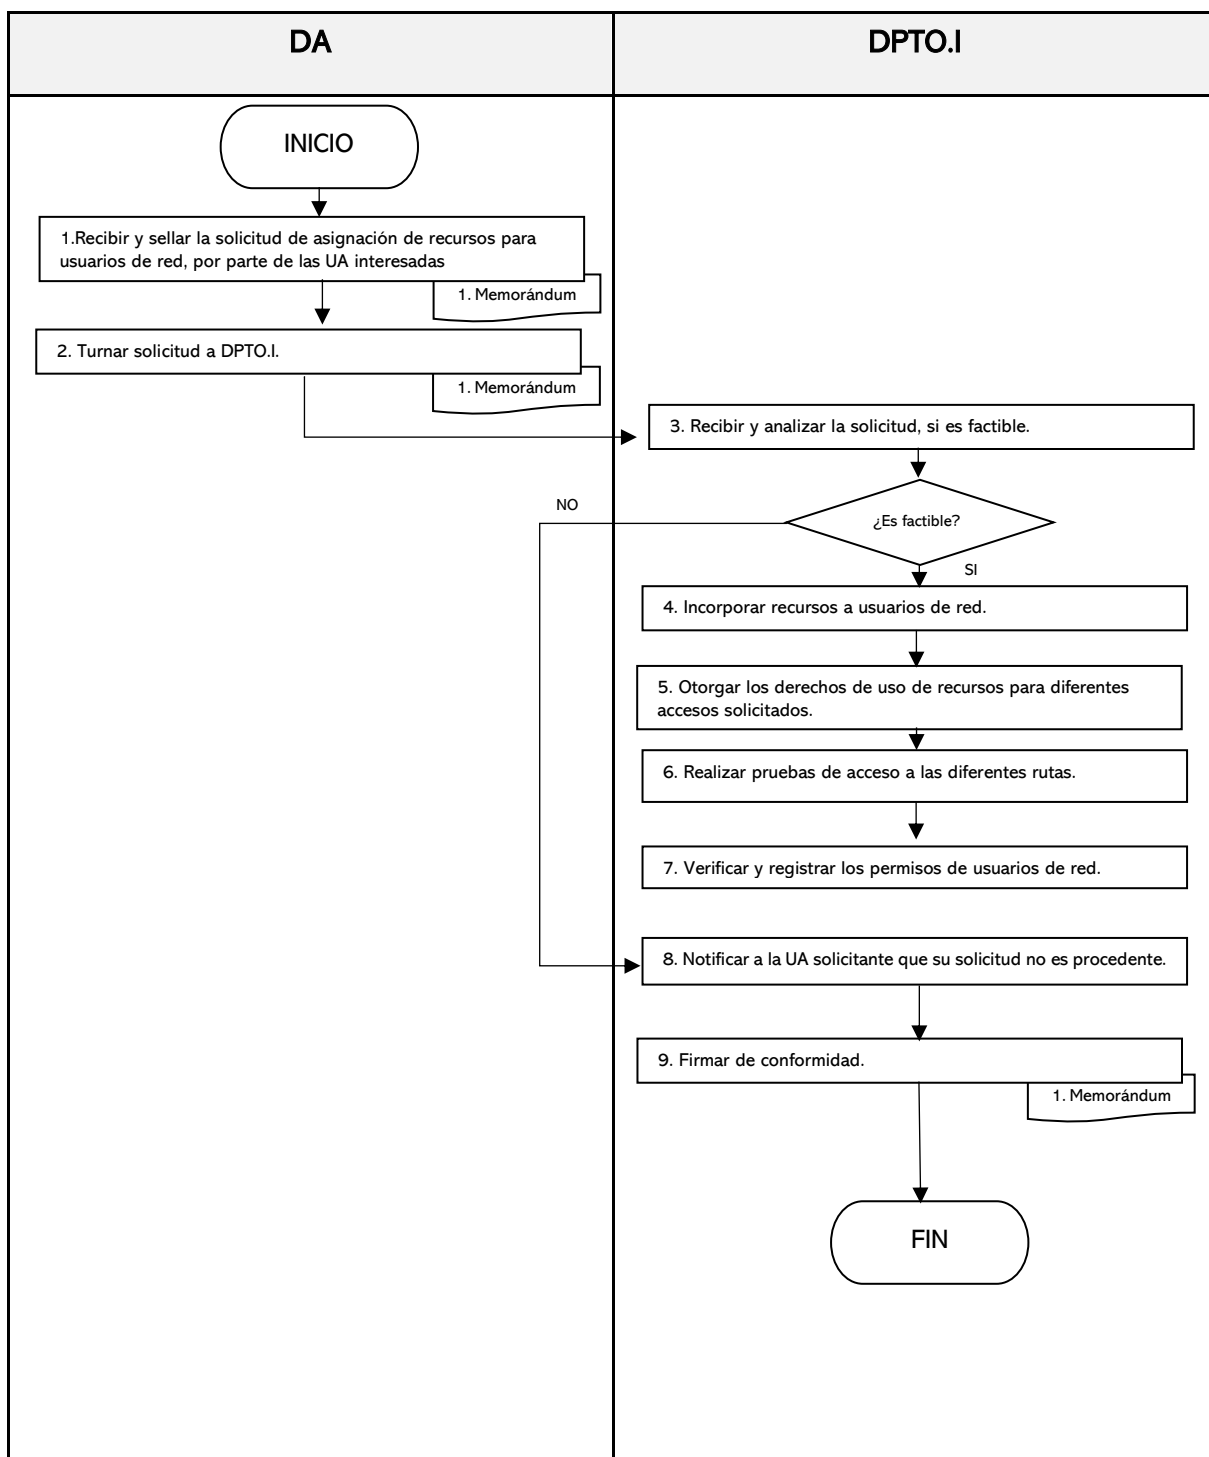 DA
DPTO.I
INICIO
1.Recibir y sellar la solicitud de asignación de recursos para
usuarios de red, por parte de las UA interesadas
1. Memorándum
2. Turnar solicitud a DPTO.I.
1. Memorándum
3. Recibir y analizar la solicitud, si es factible.
NO
¿Es factible?
SI
4. Incorporar recursos a usuarios de red.
5. Otorgar los derechos de uso de recursos para diferentes
accesos solicitados.
6. Realizar pruebas de acceso a las diferentes rutas.
7. Verificar y registrar los permisos de usuarios de red.
8. Notificar a la UA solicitante que su solicitud no es procedente.
9. Firmar de conformidad.
1. Memorándum
FIN